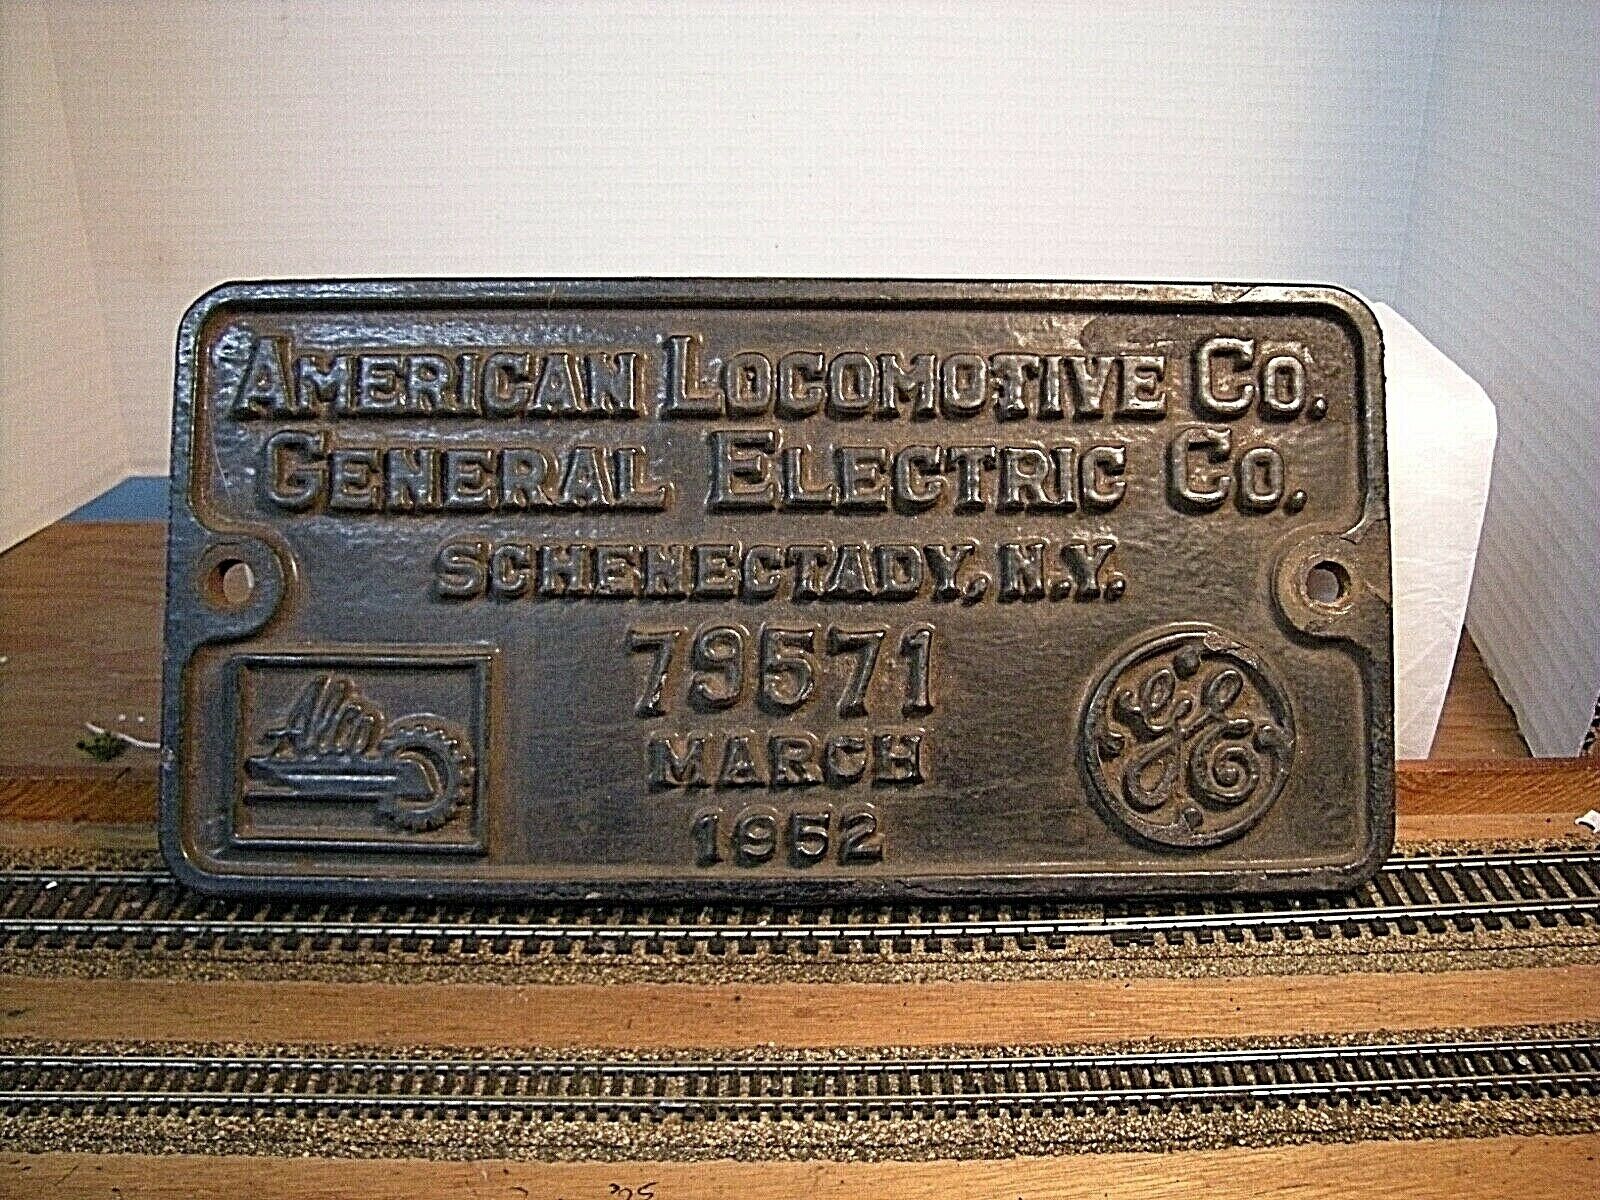 AMERICAN LOCOMOTIVE CO.
GENERAL ELECTRIC CO.
SCHENECTADY, N.Y.
79571
MARCH
1952
Alco
GE